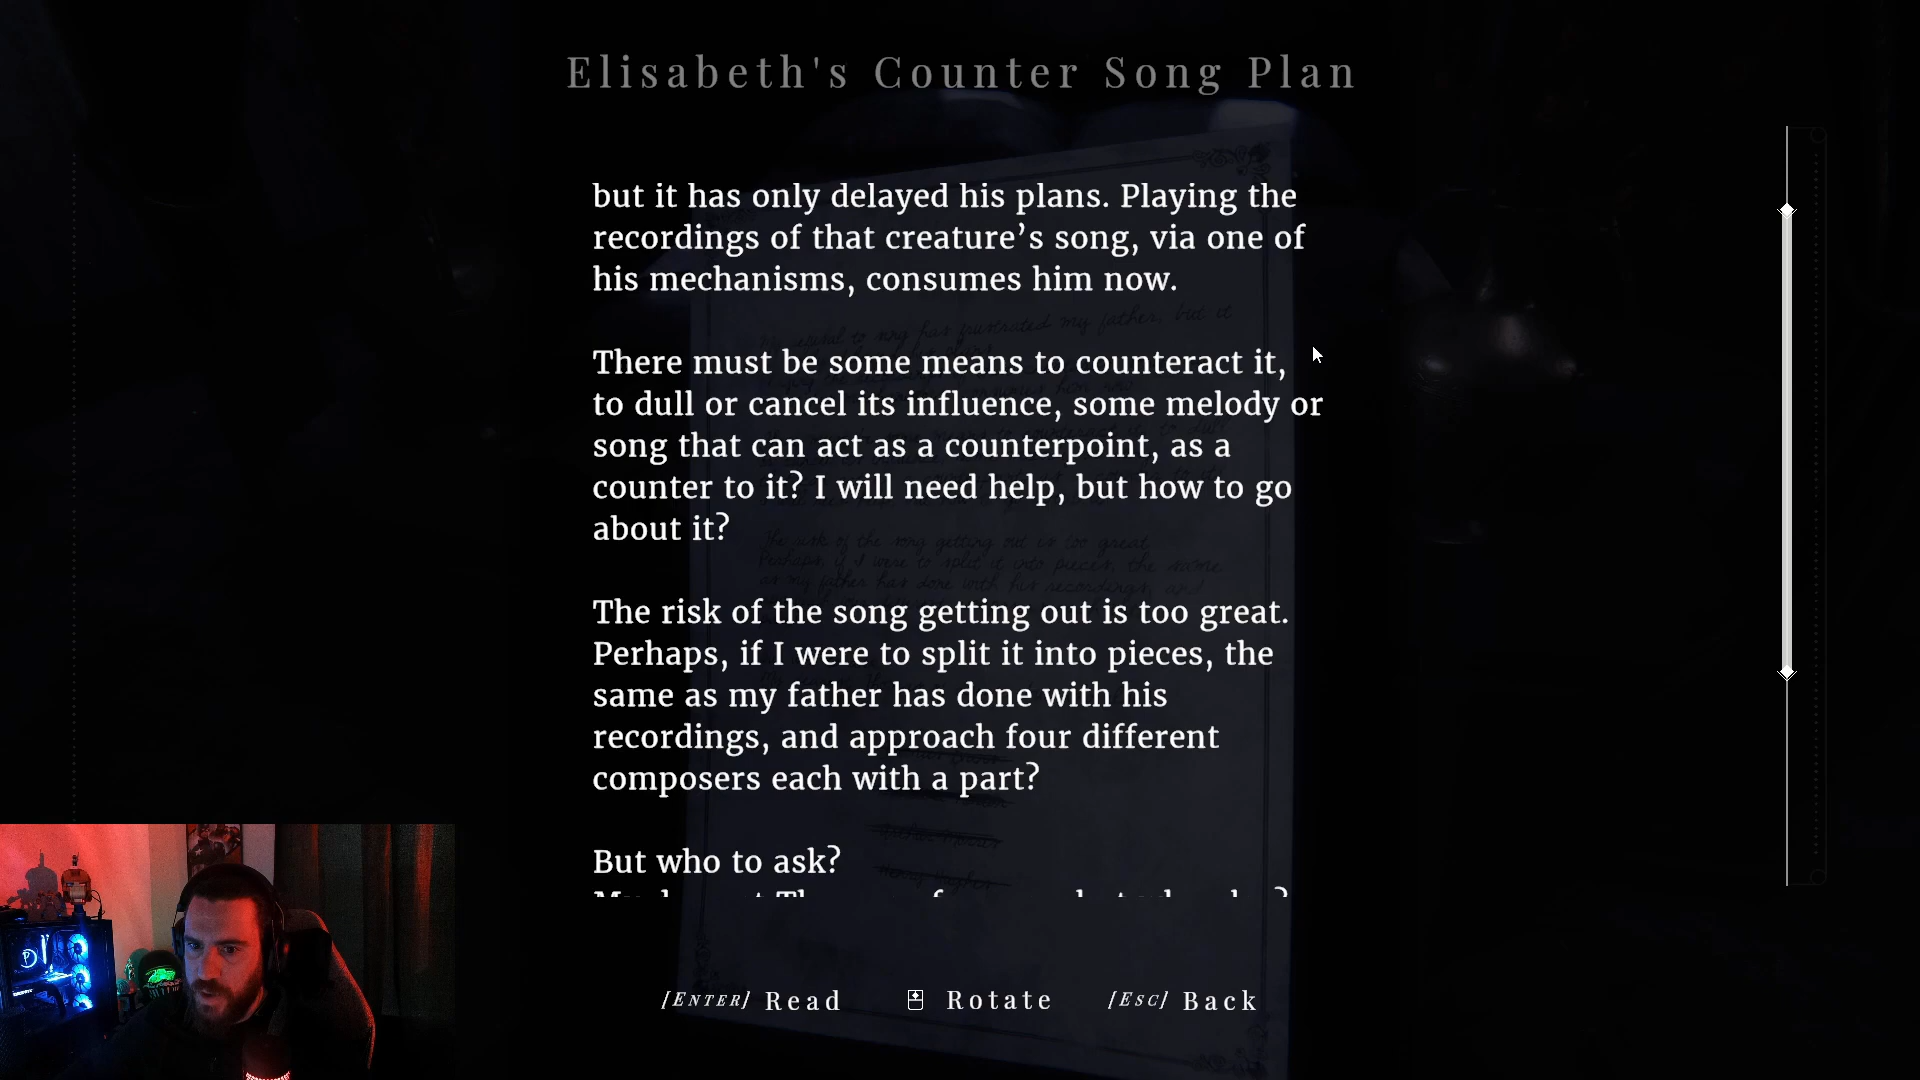 Elisabeth's Counter Song Plan
but it has only delayed his plans. Playing the
recordings of that creature’s song, via one of
his mechanisms, consumes him now.
There must be some means to counteract it,
to dull or cancel its influence, some melody or
song that can act as a counterpoint, as a
counter to it? I will need help, but how to go
about it?
The risk of the song getting out is too great.
Perhaps, if I were to split it into pieces, the
same as my father has done with his
recordings, and approach four different
composers each with a part?
But who to ask?
[ENTER] Read [ESC] Back
Rotate